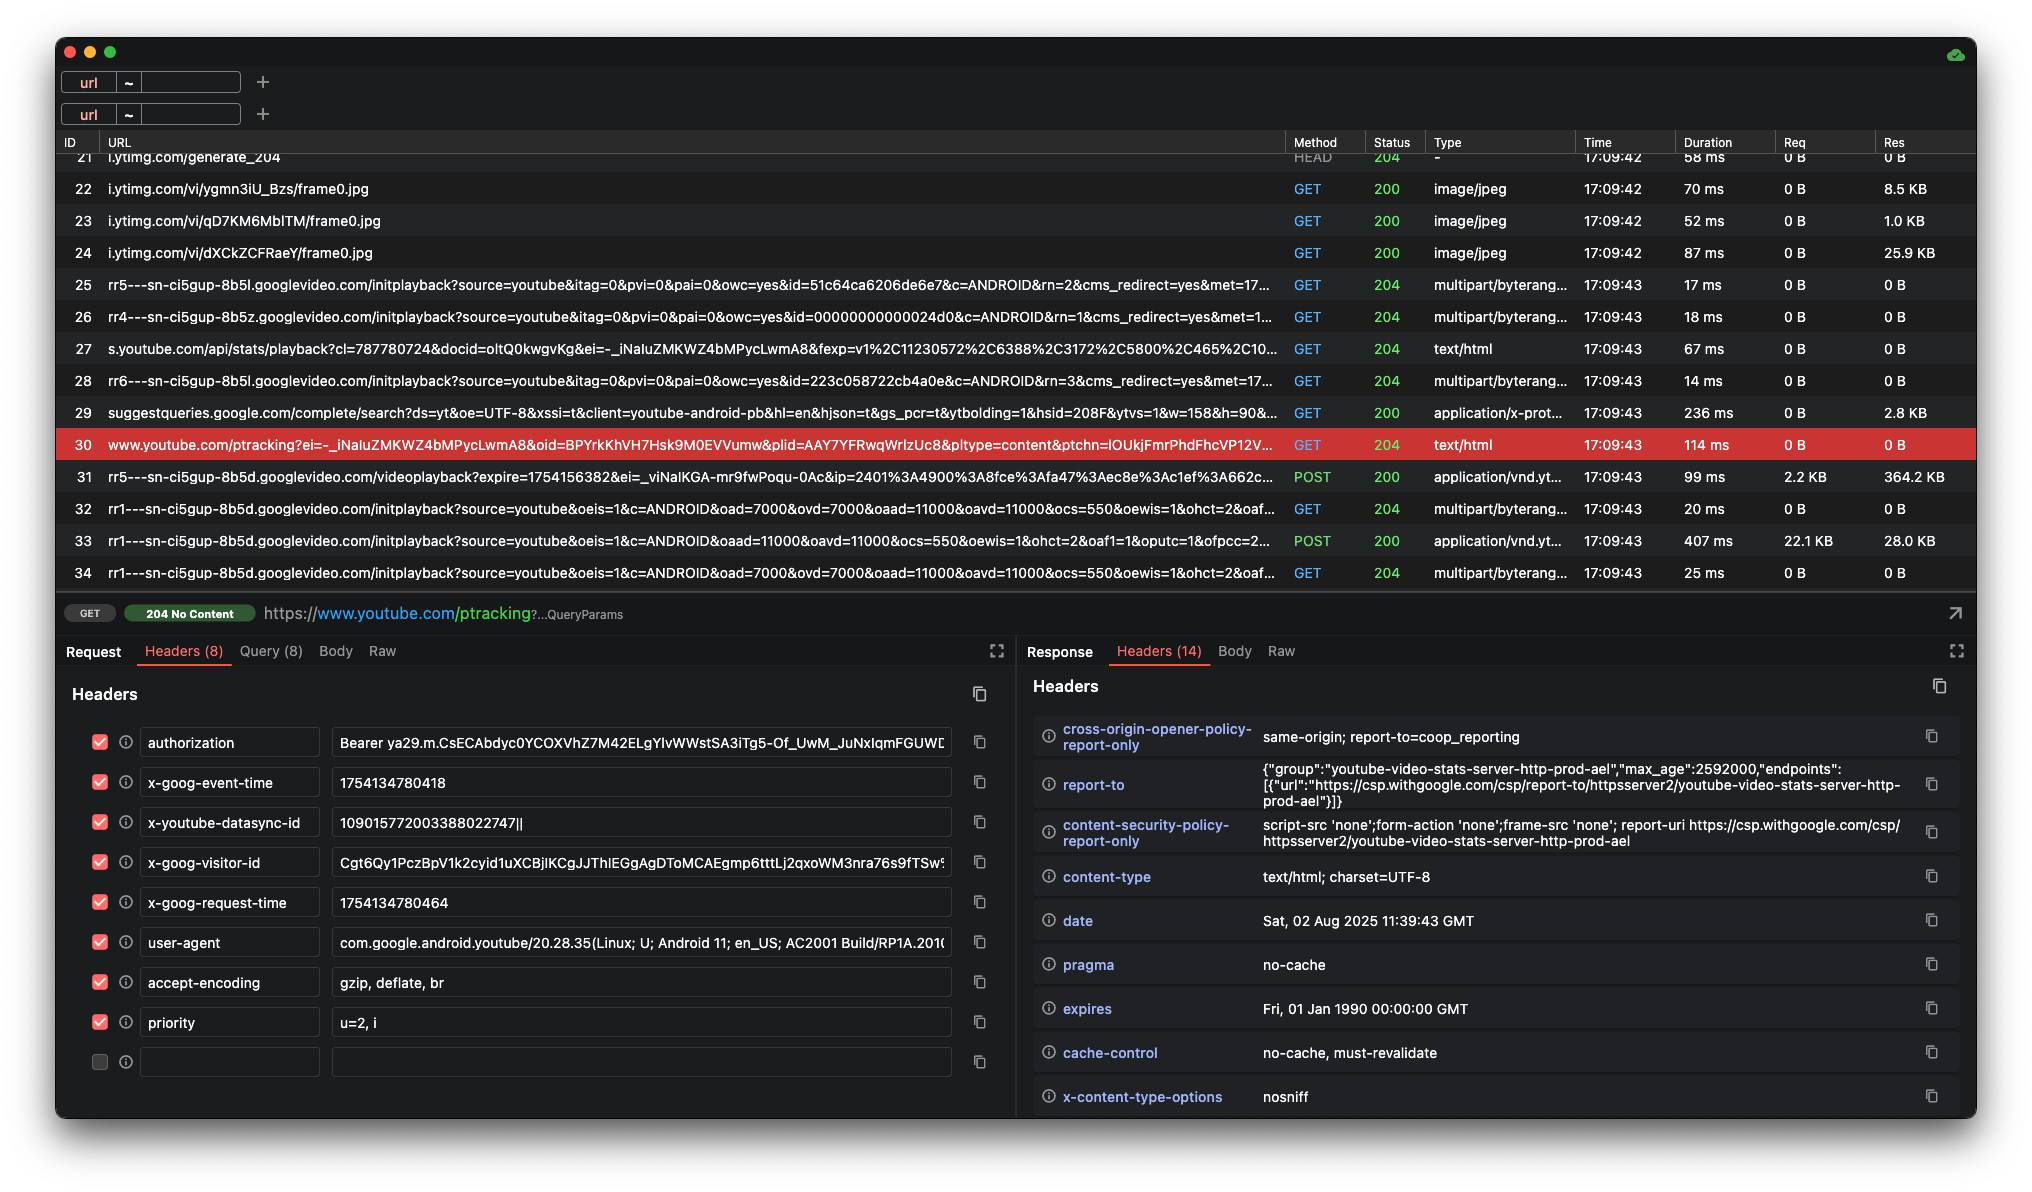 url ~
url ~
ID URL Method Status Type Time Duration Req Res
21 i.ytimg.com/generate_204 HEAD 204 - 17:09:42 58 ms 0 B 0 B
22 i.ytimg.com/vi/ygmn3iU_Bzs/frame0.jpg GET 200 image/jpeg 17:09:42 70 ms 0 B 8.5 KB
23 i.ytimg.com/vi/qD7KM6MblTM/frame0.jpg GET 200 image/jpeg 17:09:42 52 ms 0 B 1.0 KB
24 i.ytimg.com/vi/dXCkZCFRaeY/frame0.jpg GET 200 image/jpeg 17:09:42 87 ms 0 B 25.9 KB
25 rr5---sn-ci5gup-8b5l.googlevideo.com/initplayback?source=youtube&itag=0&pvi=0&pai=0&owc=yes&id=51c64ca6206de6e7&c=ANDROID&rn=2&cms_redirect=yes&met=17... GET 204 multipart/byterang... 17:09:43 17 ms 0 B 0 B
26 rr4---sn-ci5gup-8b5z.googlevideo.com/initplayback?source=youtube&itag=0&pvi=0&pai=0&owc=yes&id=00000000000024d0&c=ANDROID&rn=1&cms_redirect=yes&met=1... GET 204 multipart/byterang... 17:09:43 18 ms 0 B 0 B
27 s.youtube.com/api/stats/playback?cl=787780724&docid=oltQ0kwgvKg&ei=-_iNaIuZMKWZ4bMPycLwmA8&fexp=v1%2C11230572%2C6388%2C3172%2C5800%2C465%2C10... GET 204 text/html 17:09:43 67 ms 0 B 0 B
28 rr6---sn-ci5gup-8b5l.googlevideo.com/initplayback?source=youtube&itag=0&pvi=0&pai=0&owc=yes&id=223c058722cb4a0e&c=ANDROID&rn=3&cms_redirect=yes&met=17... GET 204 multipart/byterang... 17:09:43 14 ms 0 B 0 B
29 suggestqueries.google.com/complete/search?ds=yt&oe=UTF-8&xssi=t&client=youtube-android-pb&hl=en&hjson=t&gs_pcr=t&ytbolding=1&hsid=208F&ytvs=1&w=158&h=90&... GET 200 application/x-prot... 17:09:43 236 ms 0 B 2.8 KB
30 www.youtube.com/ptracking?ei=-_iNaIuZMKWZ4bMPycLwmA8&oid=BPYrkKhVH7Hsk9M0EVVumw&plid=AAY7YFRwqWrlzUc8&pltype=content&ptchn=lOUkjFmrPhdFhcVP12V... GET 204 text/html 17:09:43 114 ms 0 B 0 B
31 rr5---sn-ci5gup-8b5d.googlevideo.com/videoplayback?expire=1754156382&ei=_viNaIKGA-mr9fwPoqu-0Ac&ip=2401%3A4900%3A8fce%3Afa47%3Aec8e%3Ac1ef%3A662c... POST 200 application/vnd.yt... 17:09:43 99 ms 2.2 KB 364.2 KB
32 rr1---sn-ci5gup-8b5d.googlevideo.com/initplayback?source=youtube&oeis=1&c=ANDROID&oad=7000&ovd=7000&oaad=11000&oavd=11000&ocs=550&oewis=1&ohct=2&oaf... GET 204 multipart/byterang... 17:09:43 20 ms 0 B 0 B
33 rr1---sn-ci5gup-8b5d.googlevideo.com/initplayback?source=youtube&oeis=1&c=ANDROID&oaad=11000&oavd=11000&ocs=550&oewis=1&ohct=2&oaf1=1&oputc=1&ofpcc=2... POST 200 application/vnd.yt... 17:09:43 407 ms 22.1 KB 28.0 KB
34 rr1---sn-ci5gup-8b5d.googlevideo.com/initplayback?source=youtube&oeis=1&c=ANDROID&oad=7000&ovd=7000&oaad=11000&oavd=11000&ocs=550&oewis=1&ohct=2&oaf... GET 204 multipart/byterang... 17:09:43 25 ms 0 B 0 B
GET 204 No Content https://www.youtube.com/ptracking?...QueryParams
Request Headers (8) Query (8) Body Raw
Headers
authorization Bearer ya29.m.CsECAbdyc0YCOXVhZ7M42ELgYlvWWstSA3iTg5-Of_UwM_JuNxIqmFGUWD
x-goog-event-time 1754134780418
x-youtube-datasync-id 109015772003388022747||
x-goog-visitor-id Cgt6Qy1PczBpV1k2cyid1uXCBjIKCgJJThIEGgAgDToMCAEgmp6tttLj2qxoWM3nra76s9fTSw%
x-goog-request-time 1754134780464
user-agent com.google.android.youtube/20.28.35(Linux; U; Android 11; en_US; AC2001 Build/RP1A.2010
accept-encoding gzip, deflate, br
priority u=2, i
Response Headers (14) Body Raw
Headers
cross-origin-opener-policy-
report-only same-origin; report-to=coop_reporting
report-to {"group":"youtube-video-stats-server-http-prod-ael","max_age":2592000,"endpoints":
[{"url":"https://csp.withgoogle.com/csp/report-to/httpsserver2/youtube-video-stats-server-http-
prod-ael"}]}
content-security-policy- script-src 'none';form-action 'none';frame-src 'none'; report-uri https://csp.withgoogle.com/csp/
report-only httpsserver2/youtube-video-stats-server-http-prod-ael
content-type text/html; charset=UTF-8
date Sat, 02 Aug 2025 11:39:43 GMT
pragma no-cache
expires Fri, 01 Jan 1990 00:00:00 GMT
cache-control no-cache, must-revalidate
x-content-type-options nosniff